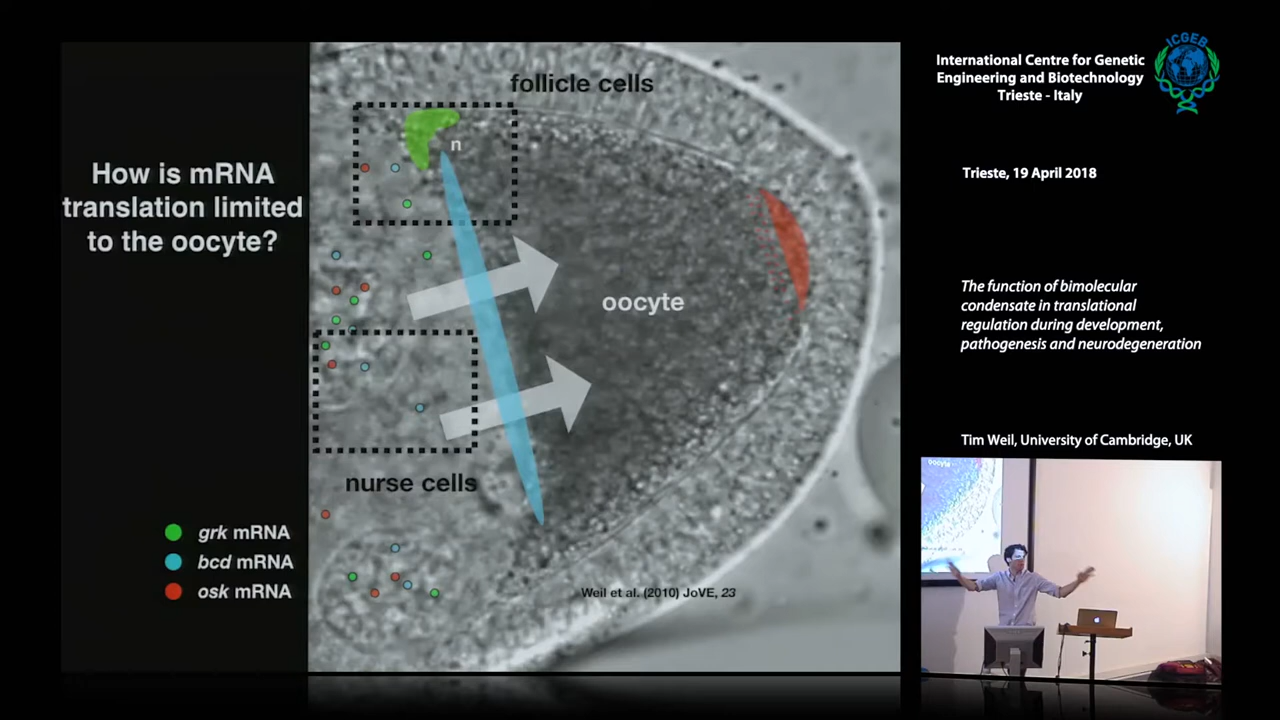 How is mRNA
translation limited
to the oocyte?
follicle cells
n
oocyte
nurse cells
grk mRNA
bcd mRNA
osk mRNA
Weil et al. (2010) JoVE, 23
International Centre for Genetic
Engineering and Biotechnology
Trieste - Italy
ICGEB
Trieste, 19 April 2018
The function of bimolecular
condensate in translational
regulation during development,
pathogenesis and neurodegeneration
Tim Weil, University of Cambridge, UK
oocyte